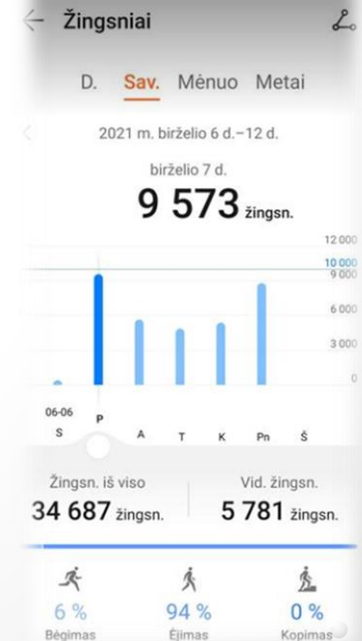 Žingsniai
D. Sav. Mėnuo Metai
2021 m. birželio 6 d.–12 d.
birželio 7 d.
9 573 žingsn.
12 000
10 000
9 000
6 000
3 000
0
06-06
S P A T K Pn Š
Žingsn. iš viso Vid. žingsn.
34 687 žingsn. 5 781 žingsn.
6 % 94 % 0 %
Bėgimas Ėjimas Kopimas